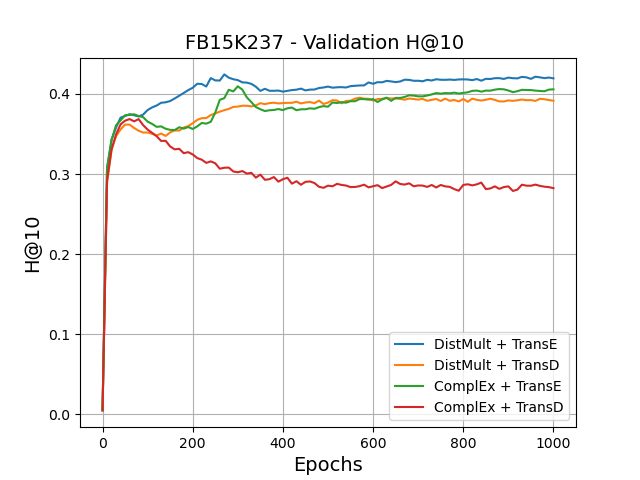 FB15K237 - Validation H@10
H@10
0.4
0.3
0.2
0.1
0.0
0
200
400
600
800
1000
Epochs
DistMult + TransE
DistMult + TransD
ComplEx + TransE
ComplEx + TransD